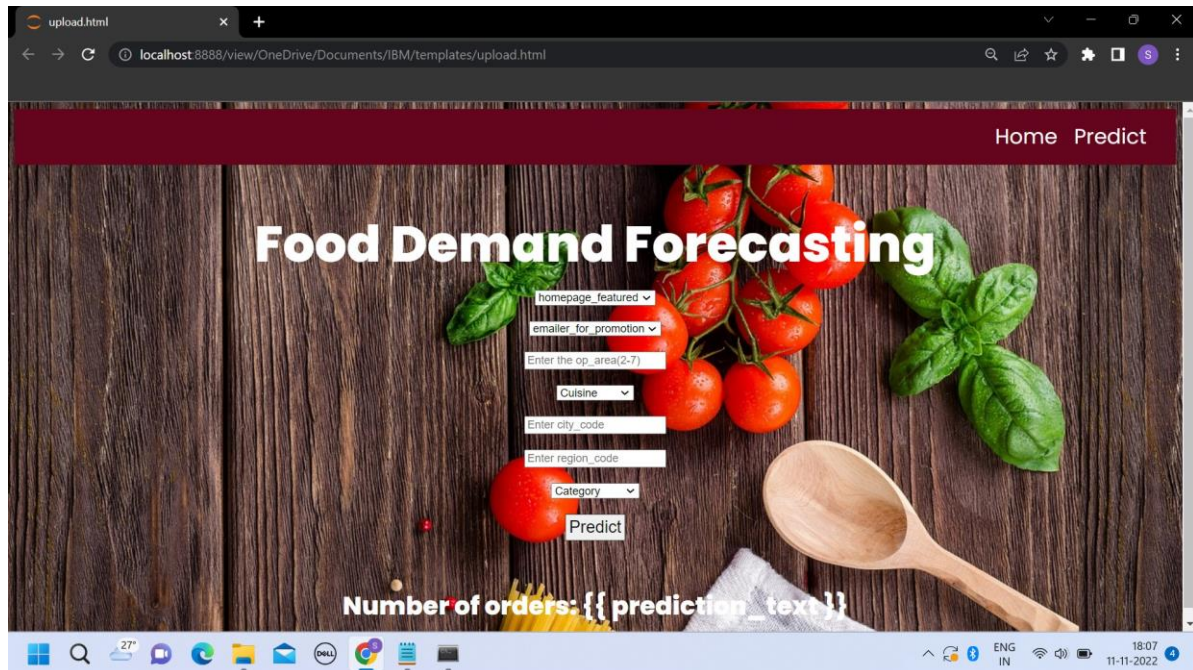 upload.html
localhost:8888/view/OneDrive/Documents/IBM/templates/upload.html
S
Home Predict
Food Demand Forecasting
homepage_featured
emailer_for_promotion
Enter the op_area(2-7)
Cuisine
Enter city_code
Enter region_code
Category
Predict
Number of orders: {{ prediction_text }}
27°
DELL
S
ENG
IN
18:07
11-11-2022
4